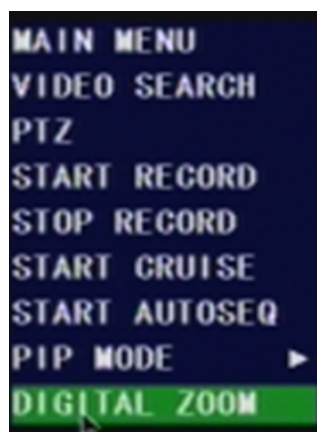 MAIN MENU
VIDEO SEARCH
PTZ
START RECORD
STOP RECORD
START CRUISE
START AUTOSEQ
PIP MODE
DIGITAL ZOOM